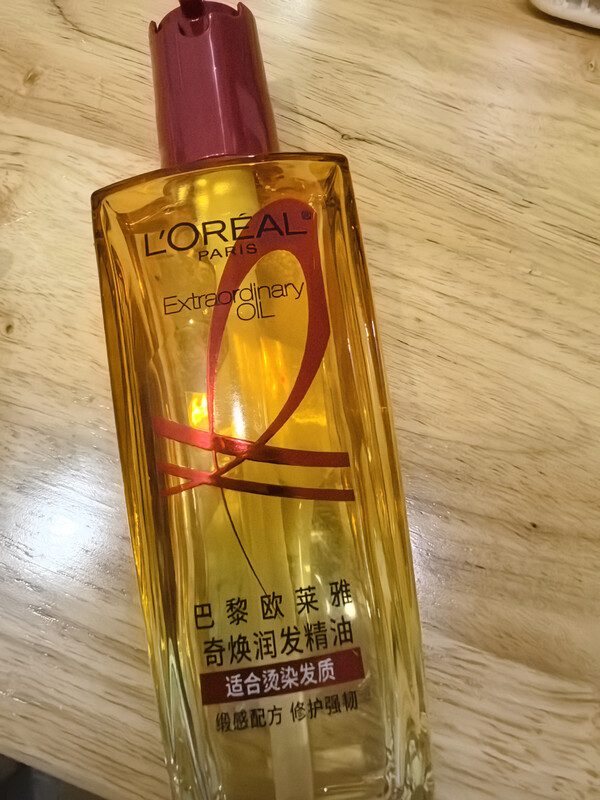 L'ORÉAL®
PARIS
Extraordinary
OIL
巴黎欧莱雅
奇焕润发精油
适合烫染发质
缎感配方 修护强韧